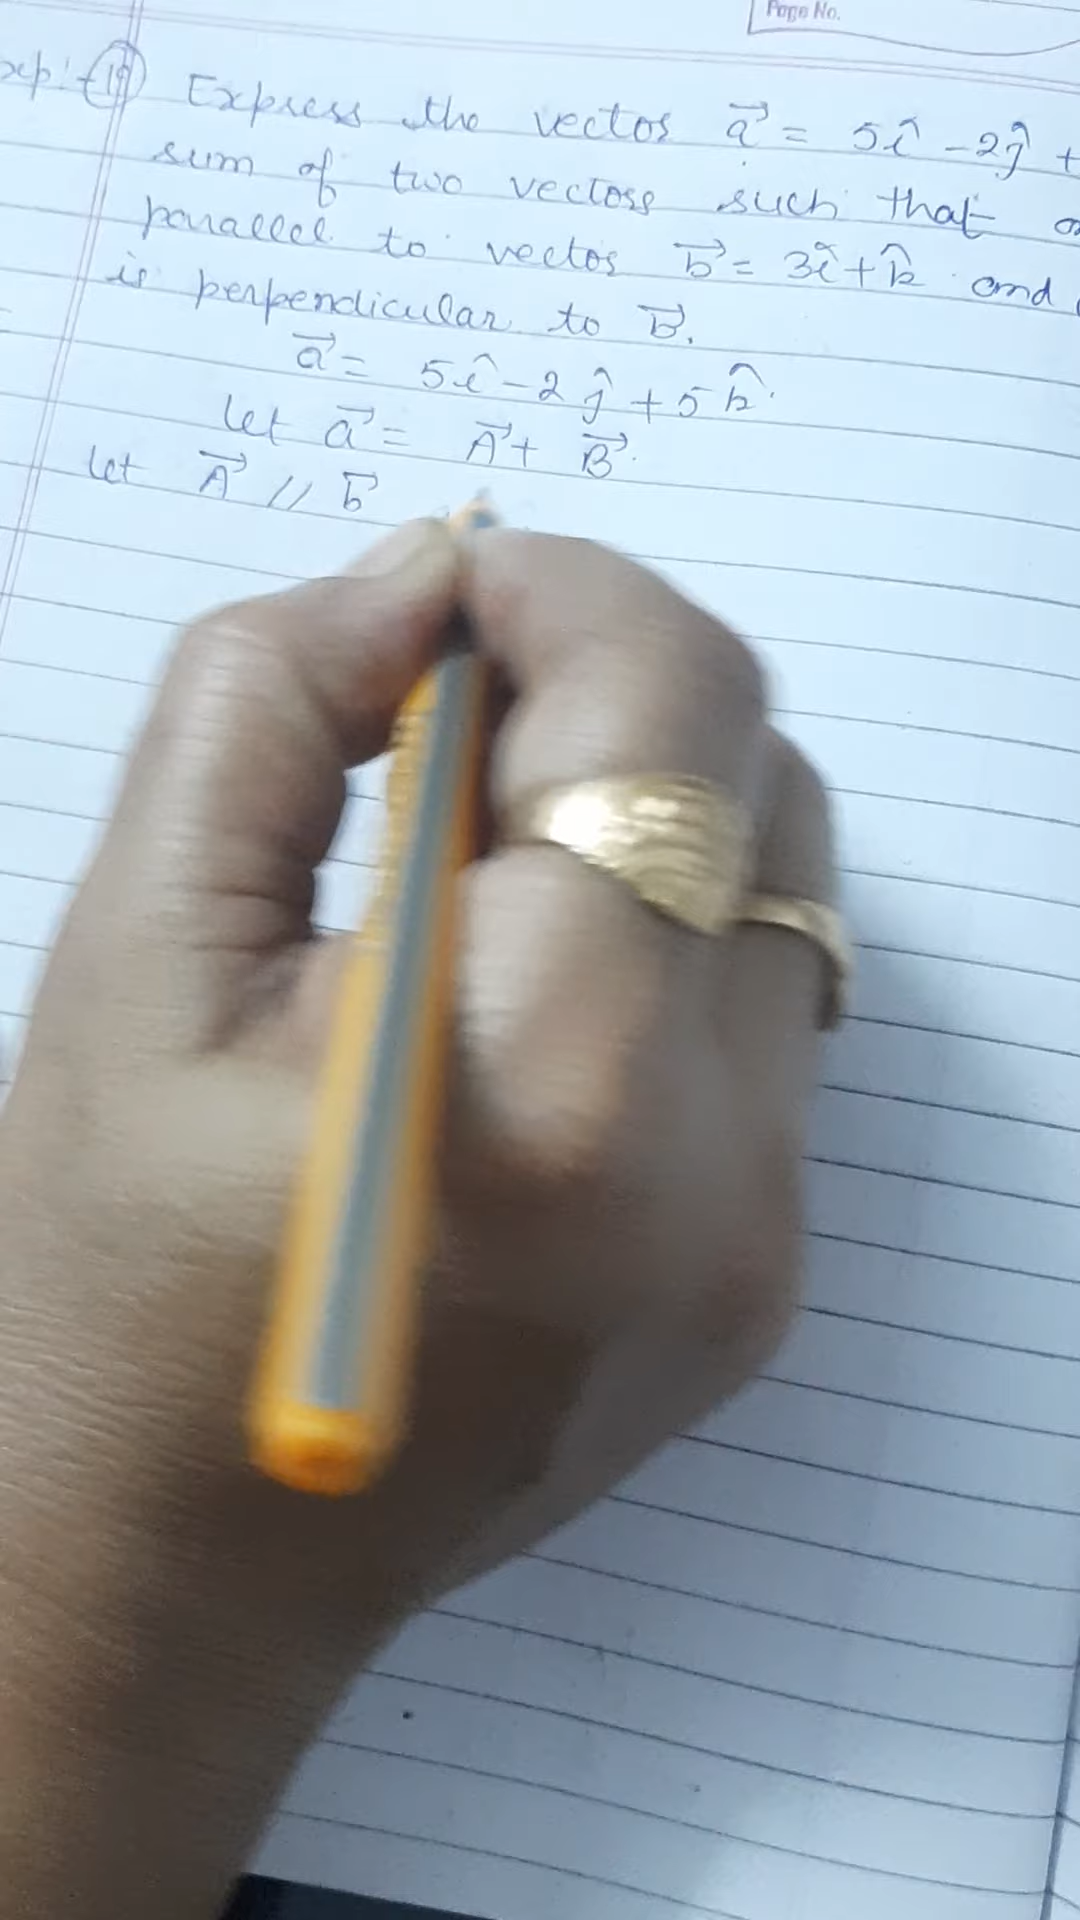 Page No.
Exp:-(19) Express the vector a⃗ = 5î - 2ĵ +
sum of two vectors such that
parallel to vector b⃗ = 3î + k̂ and
is perpendicular to b⃗.
a⃗ = 5î - 2ĵ + 5k̂.
Let a⃗ = A⃗ + B⃗.
Let A⃗ // b⃗